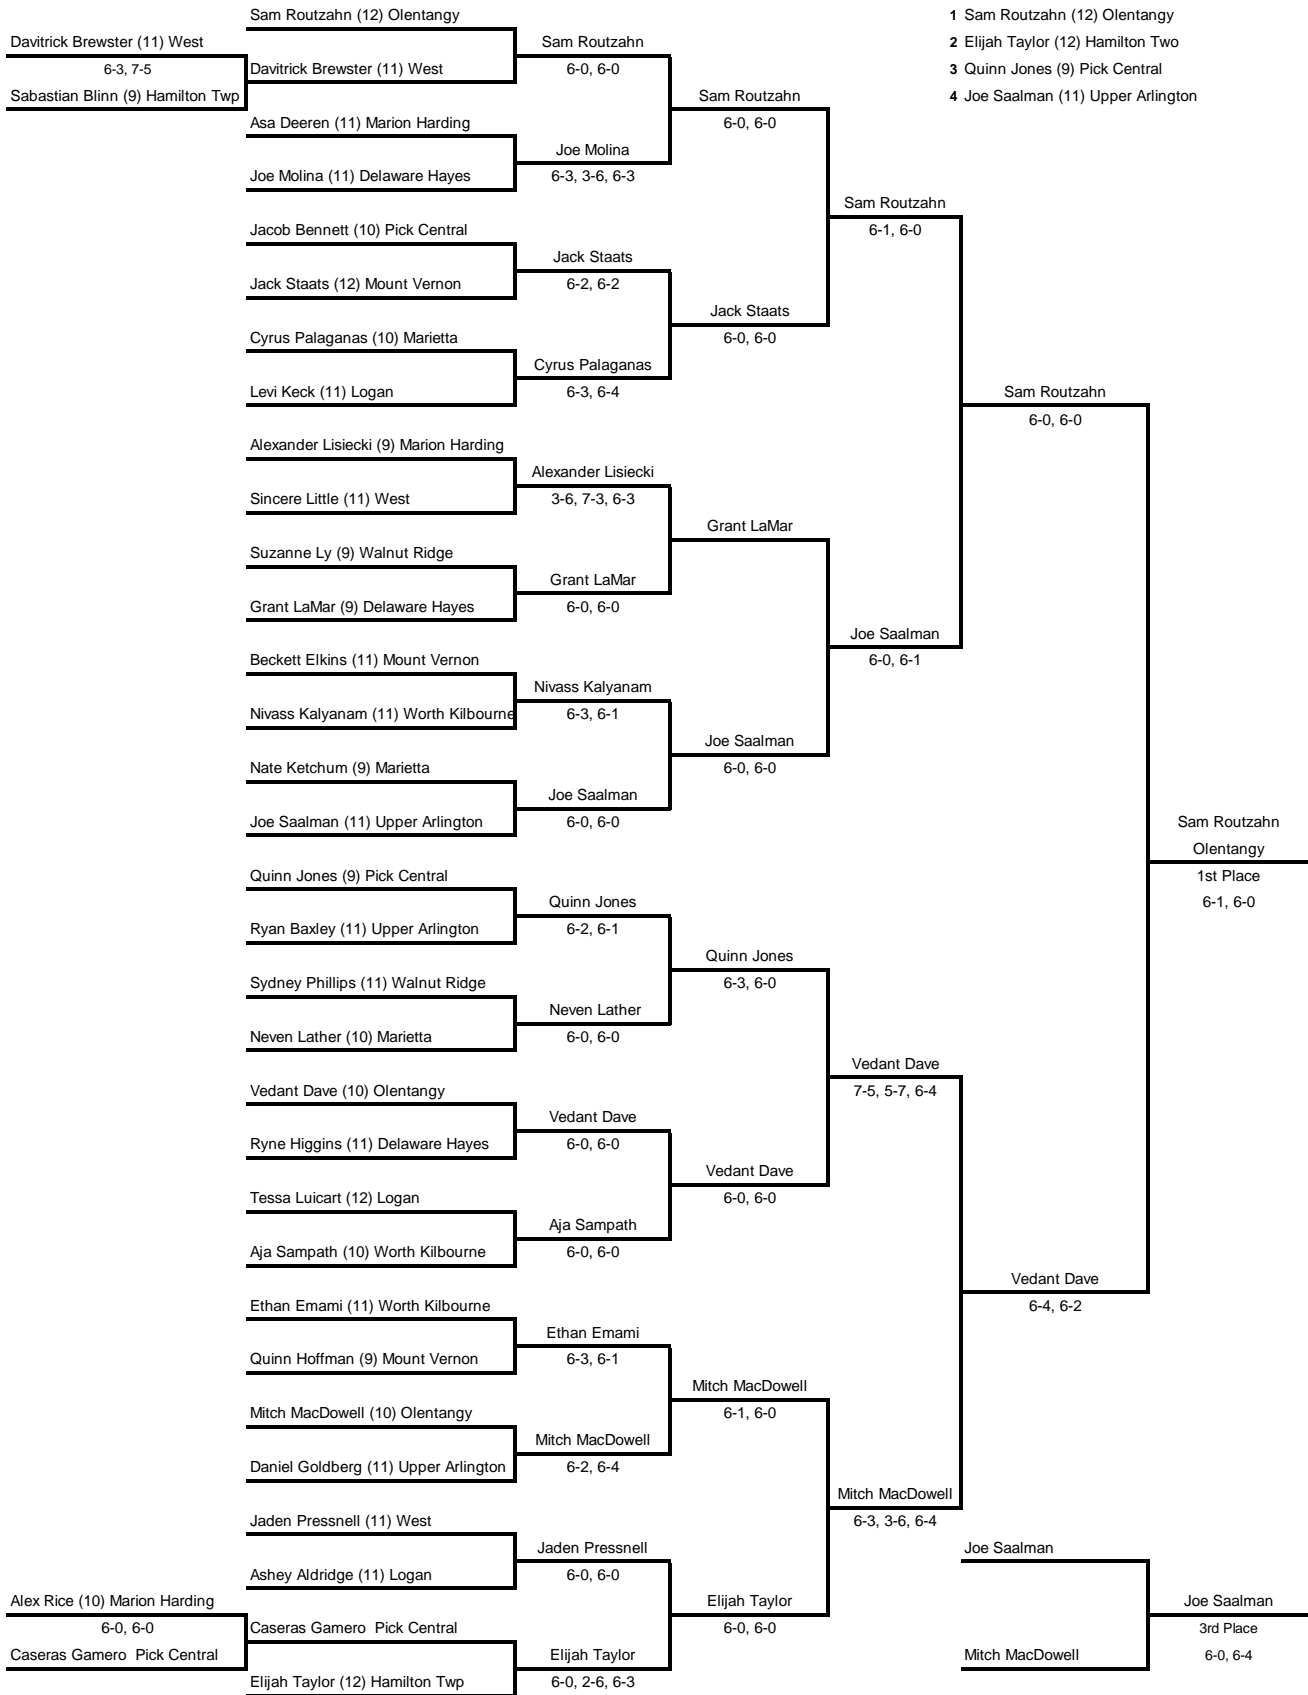 Sam Routzahn (12) Olentangy
1 Sam Routzahn (12) Olentangy
Davitrick Brewster (11) West
Sam Routzahn
2 Elijah Taylor (12) Hamilton Two
6-3, 7-5
Davitrick Brewster (11) West
6-0, 6-0
3 Quinn Jones (9) Pick Central
Sabastian Blinn (9) Hamilton Twp
Sam Routzahn
4 Joe Saalman (11) Upper Arlington
Asa Deeren (11) Marion Harding
6-0, 6-0
Joe Molina
Joe Molina (11) Delaware Hayes
6-3, 3-6, 6-3
Sam Routzahn
Jacob Bennett (10) Pick Central
6-1, 6-0
Jack Staats
Jack Staats (12) Mount Vernon
6-2, 6-2
Jack Staats
Cyrus Palaganas (10) Marietta
6-0, 6-0
Cyrus Palaganas
Levi Keck (11) Logan
6-3, 6-4
Sam Routzahn
6-0, 6-0
Alexander Lisiecki (9) Marion Harding
Alexander Lisiecki
Sincere Little (11) West
3-6, 7-3, 6-3
Grant LaMar
Suzanne Ly (9) Walnut Ridge
Grant LaMar
Grant LaMar (9) Delaware Hayes
6-0, 6-0
Joe Saalman
Beckett Elkins (11) Mount Vernon
6-0, 6-1
Nivass Kalyanam
Nivass Kalyanam (11) Worth Kilbourne
6-3, 6-1
Joe Saalman
Nate Ketchum (9) Marietta
6-0, 6-0
Joe Saalman
Joe Saalman (11) Upper Arlington
6-0, 6-0
Sam Routzahn
Olentangy
1st Place
6-1, 6-0
Quinn Jones (9) Pick Central
Quinn Jones
Ryan Baxley (11) Upper Arlington
6-2, 6-1
Quinn Jones
Sydney Phillips (11) Walnut Ridge
6-3, 6-0
Neven Lather
Neven Lather (10) Marietta
6-0, 6-0
Vedant Dave
Vedant Dave (10) Olentangy
7-5, 5-7, 6-4
Vedant Dave
Ryne Higgins (11) Delaware Hayes
6-0, 6-0
Vedant Dave
Tessa Luicart (12) Logan
6-0, 6-0
Aja Sampath
Aja Sampath (10) Worth Kilbourne
6-0, 6-0
Vedant Dave
Ethan Emami (11) Worth Kilbourne
6-4, 6-2
Ethan Emami
Quinn Hoffman (9) Mount Vernon
6-3, 6-1
Mitch MacDowell
Mitch MacDowell (10) Olentangy
6-1, 6-0
Mitch MacDowell
Daniel Goldberg (11) Upper Arlington
6-2, 6-4
Mitch MacDowell
Jaden Pressnell (11) West
6-3, 3-6, 6-4
Jaden Pressnell
Joe Saalman
Ashey Aldridge (11) Logan
6-0, 6-0
Alex Rice (10) Marion Harding
Elijah Taylor
Joe Saalman
6-0, 6-0
Caseras Gamero Pick Central
6-0, 6-0
3rd Place
Caseras Gamero Pick Central
Elijah Taylor
Mitch MacDowell
6-0, 6-4
Elijah Taylor (12) Hamilton Twp
6-0, 2-6, 6-3